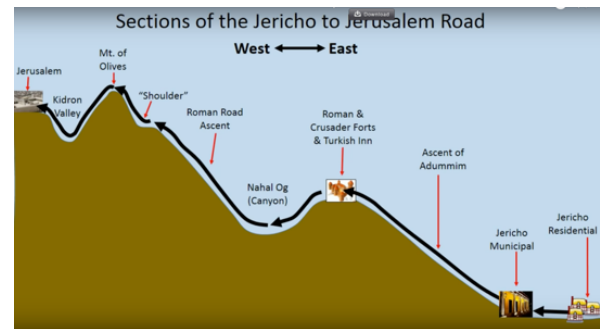 Download
Sections of the Jericho to Jerusalem Road
West East
Mt. of
Olives
Jerusalem
Kidron
Valley
"Shoulder"
Roman Road
Ascent
Roman &
Crusader Forts
& Turkish Inn
Nahal Og
(Canyon)
Ascent of
Adummim
Jericho
Municipal
Jericho
Residential